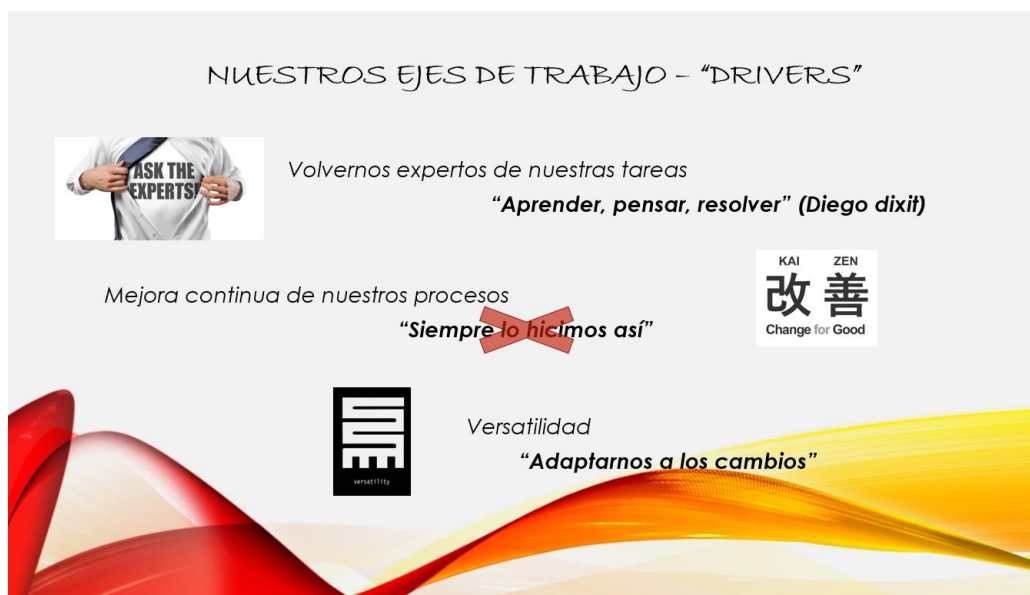 NUESTROS EJES DE TRABAJO – “DRIVERS”
ASK THE
EXPERTS!
Volvernos expertos de nuestras tareas
“Aprender, pensar, resolver” (Diego dixit)
KAI ZEN
改善
Change for Good
Mejora continua de nuestros procesos
“Siempre lo hicimos así”
versatility
Versatilidad
“Adaptarnos a los cambios”